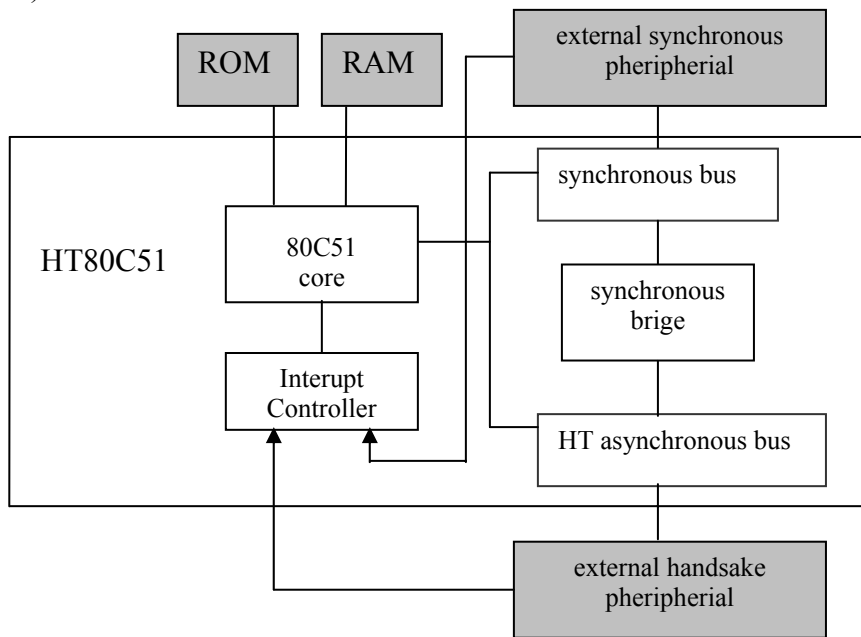 )
ROM
RAM
external synchronous
pheripherial
synchronous bus
HT80C51
80C51
core
synchronous
brige
Interupt
Controller
HT asynchronous bus
external handsake
pheripherial